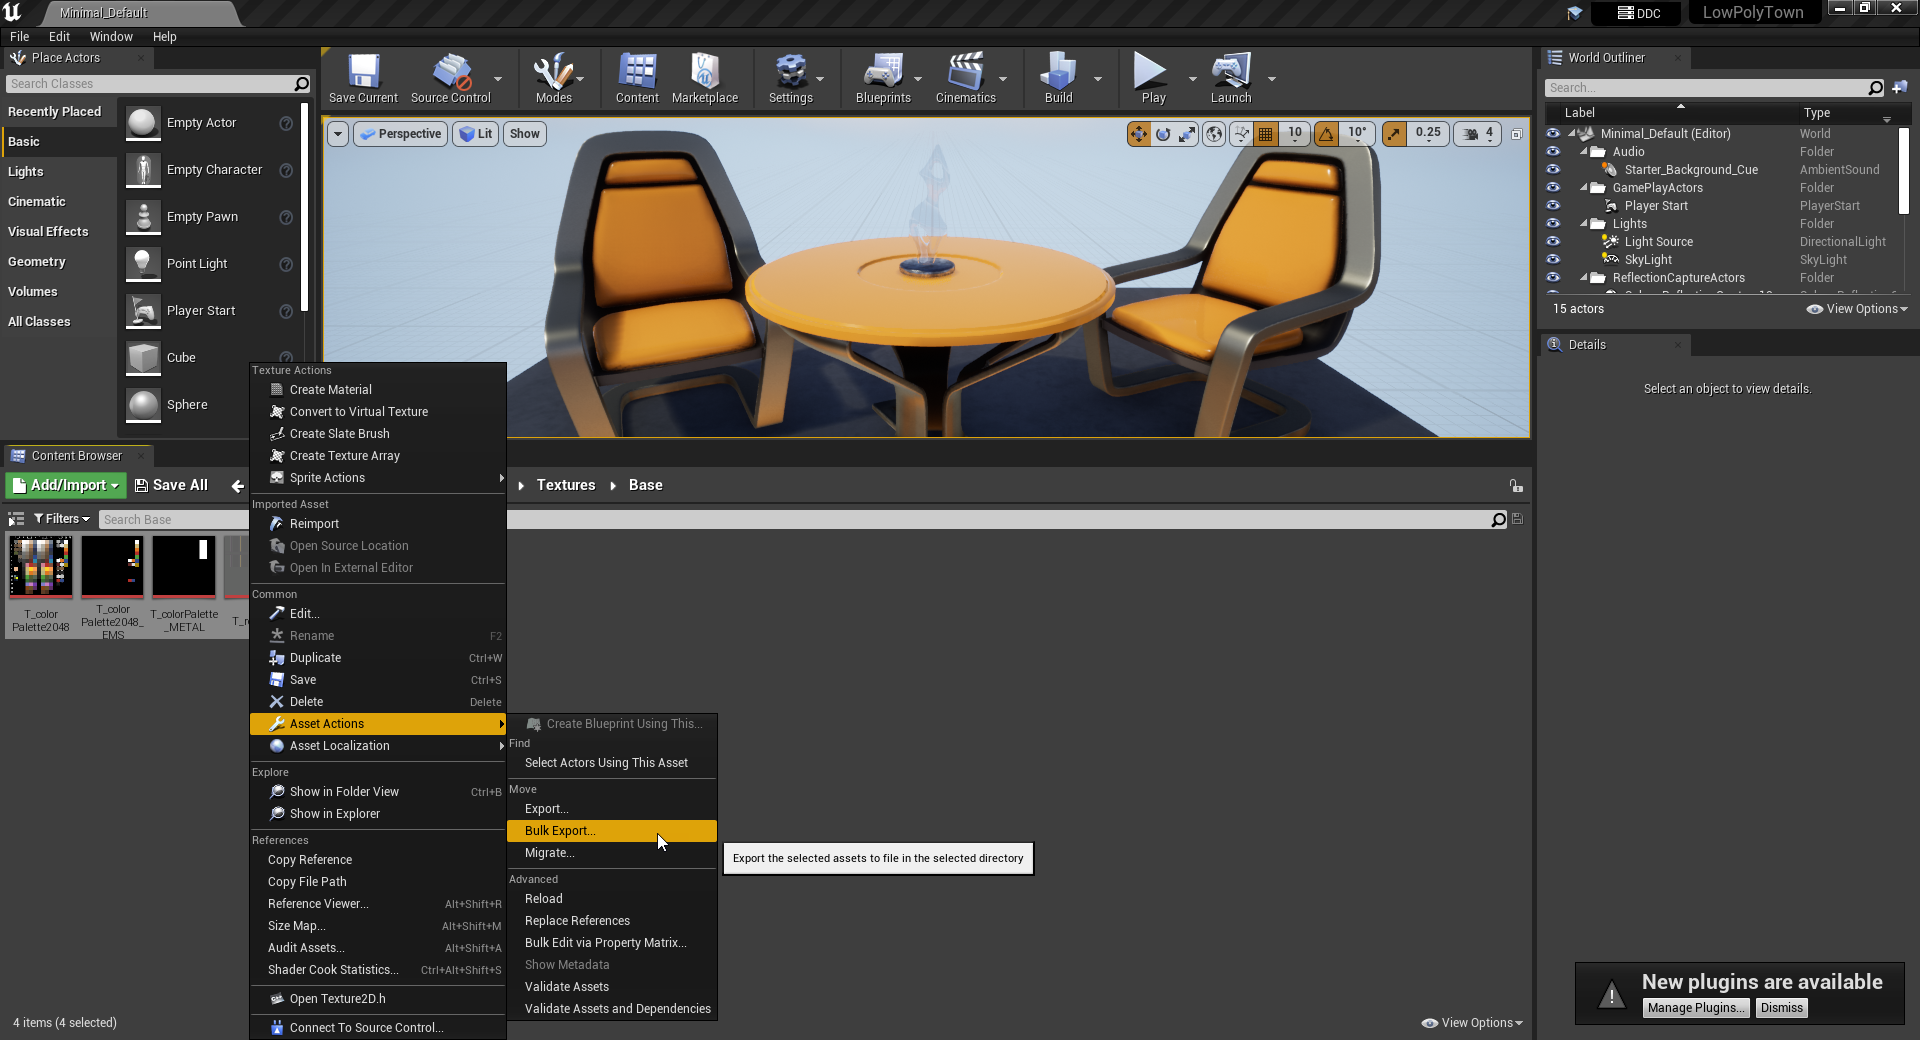 Minimal_Default
DDC
LowPolyTown
File Edit Window Help
Place Actors
Search Classes
Recently Placed
Basic
Lights
Cinematic
Visual Effects
Geometry
Volumes
All Classes
Empty Actor
Empty Character
Empty Pawn
Point Light
Player Start
Cube
Sphere
Save Current Source Control Modes Content Marketplace Settings Blueprints Cinematics Build Play Launch
Perspective Lit Show
10 10° 0.25 4
World Outliner
Search...
Label Type
Minimal_Default (Editor) World
Audio Folder
Starter_Background_Cue AmbientSound
GamePlayActors Folder
Player Start PlayerStart
Lights Folder
Light Source DirectionalLight
SkyLight SkyLight
ReflectionCaptureActors Folder
15 actors View Options
Details
Select an object to view details.
Content Browser
Add/Import Save All
Textures Base
Filters Search Base
T_color
Palette2048
T_color
Palette2048_
EMS
T_colorPalette
_METAL
4 items (4 selected)
View Options
Texture Actions
Create Material
Convert to Virtual Texture
Create Slate Brush
Create Texture Array
Sprite Actions
Imported Asset
Reimport
Open Source Location
Open In External Editor
Common
Edit...
Rename F2
Duplicate Ctrl+W
Save Ctrl+S
Delete Delete
Asset Actions
Asset Localization
Explore
Show in Folder View Ctrl+B
Show in Explorer
References
Copy Reference
Copy File Path
Reference Viewer... Alt+Shift+R
Size Map... Alt+Shift+M
Audit Assets... Alt+Shift+A
Shader Cook Statistics... Ctrl+Alt+Shift+S
Open Texture2D.h
Connect To Source Control...
Create Blueprint Using This...
Find
Select Actors Using This Asset
Move
Export...
Bulk Export...
Migrate...
Advanced
Reload
Replace References
Bulk Edit via Property Matrix...
Show Metadata
Validate Assets
Validate Assets and Dependencies
Export the selected assets to file in the selected directory
New plugins are available
Manage Plugins... Dismiss